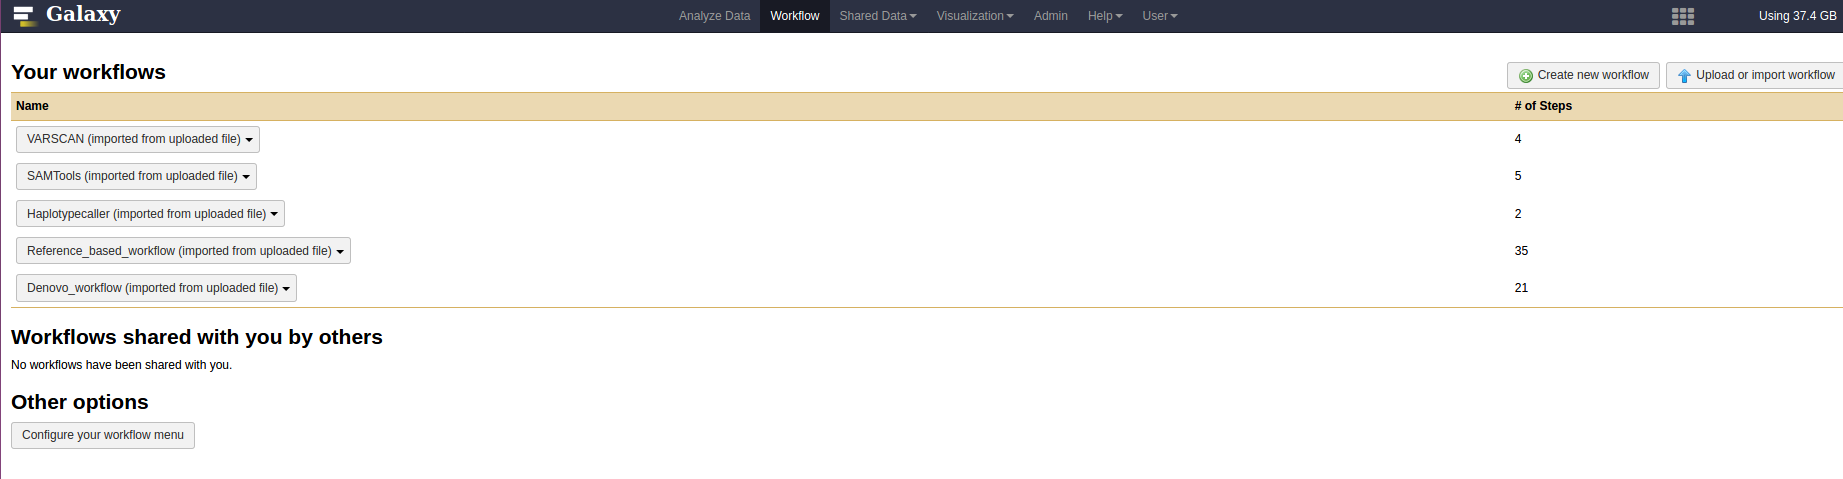 Galaxy Analyze Data Workflow Shared Data Visualization Admin Help User Using 37.4 GB
Your workflows Create new workflow Upload or import workflow
Name # of Steps
VARSCAN (imported from uploaded file) 4
SAMTools (imported from uploaded file) 5
Haplotypecaller (imported from uploaded file) 2
Reference_based_workflow (imported from uploaded file) 35
Denovo_workflow (imported from uploaded file) 21
Workflows shared with you by others
No workflows have been shared with you.
Other options
Configure your workflow menu